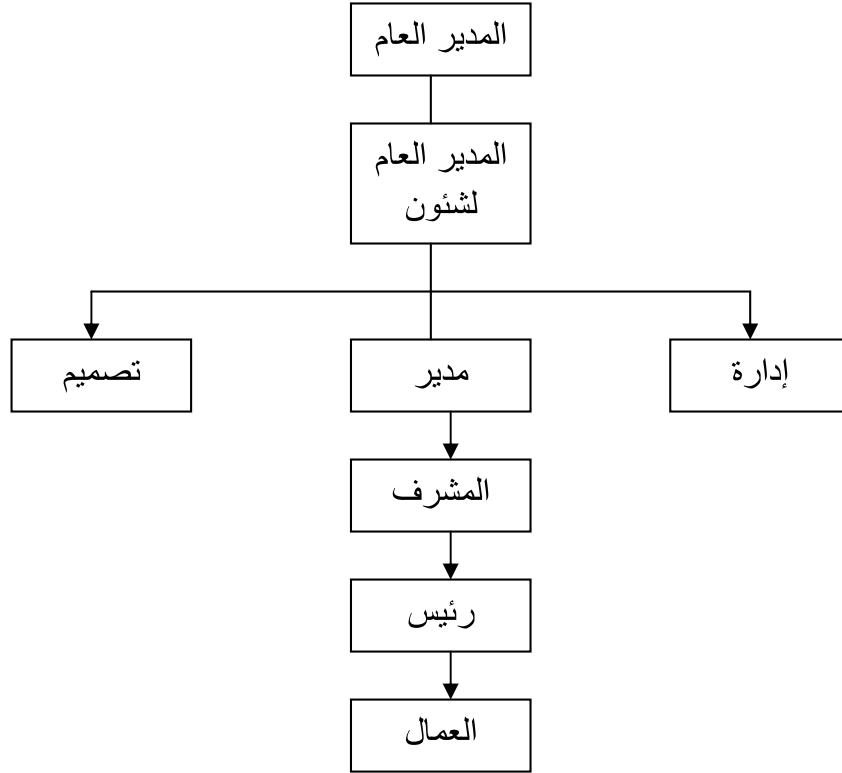 المدير العام
المدير العام
لشئون
إدارة
مدير
تصميم
المشرف
رئيس
العمال